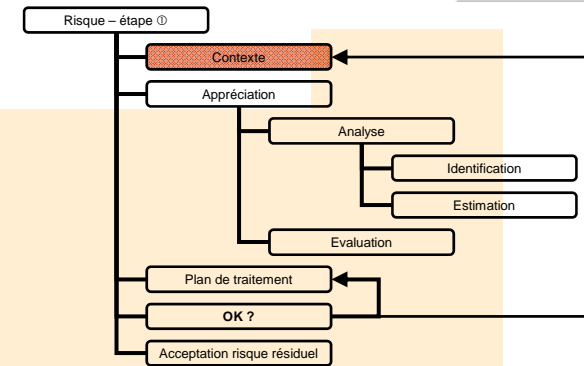 Risque – étape ①
Contexte
Appréciation
Analyse
Identification
Estimation
Evaluation
Plan de traitement
OK ?
Acceptation risque résiduel